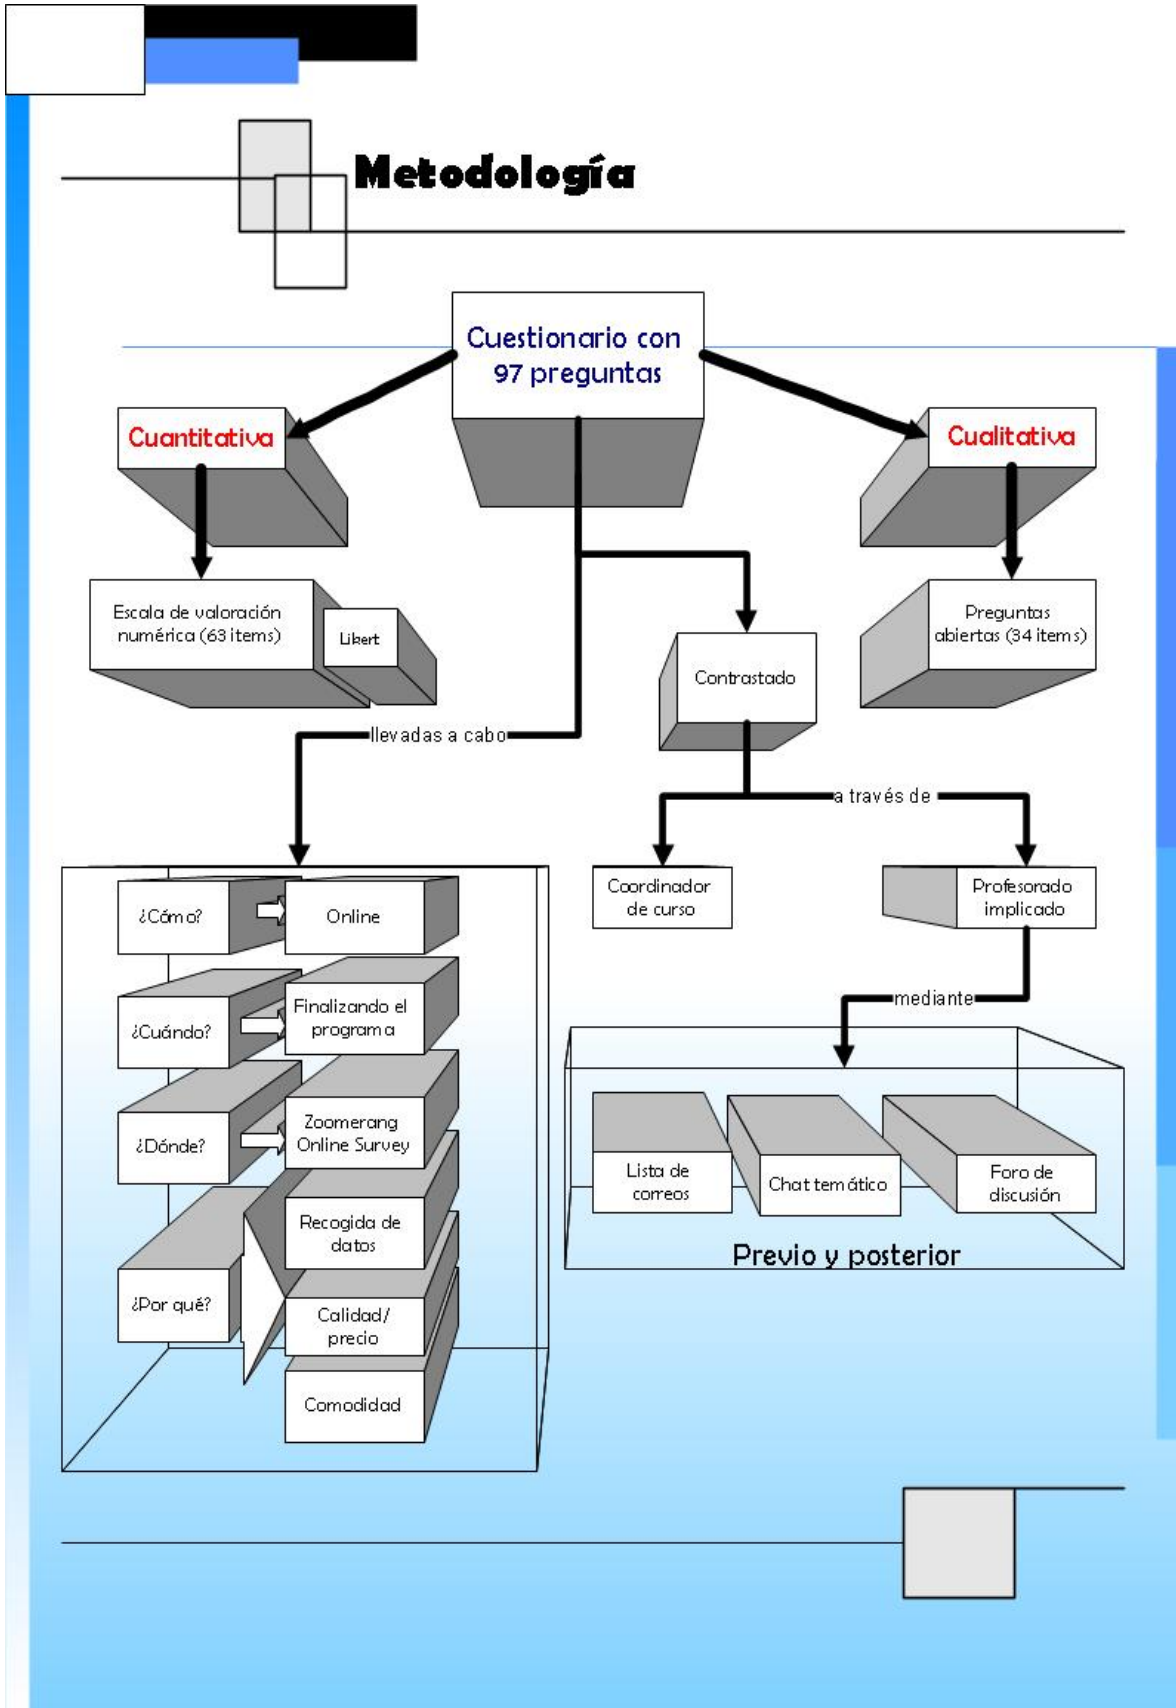 Metodología
Cuestionario con
97 preguntas
Cuantitativa
Cualitativa
Escala de valoración
numérica (63 items)
Likert
Preguntas
abiertas (34 items)
Contrastado
llevadas a cabo
a través de
Coordinador
de curso
Profesorado
implicado
mediante
¿Cómo?
Online
¿Cuándo?
Finalizando el
programa
¿Dónde?
Zoomerang
Online Survey
¿Por qué?
Recogida de
datos
Calidad/
precio
Comodidad
Lista de
correos
Chat temático
Foro de
discusión
Previo y posterior